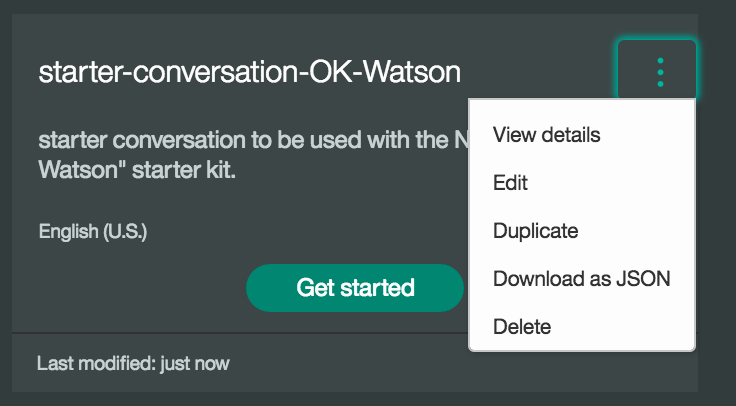 starter-conversation-OK-Watson
starter conversation to be used with the
Watson" starter kit.
English (U.S.)
Get started
Last modified: just now
View details
Edit
Duplicate
Download as JSON
Delete